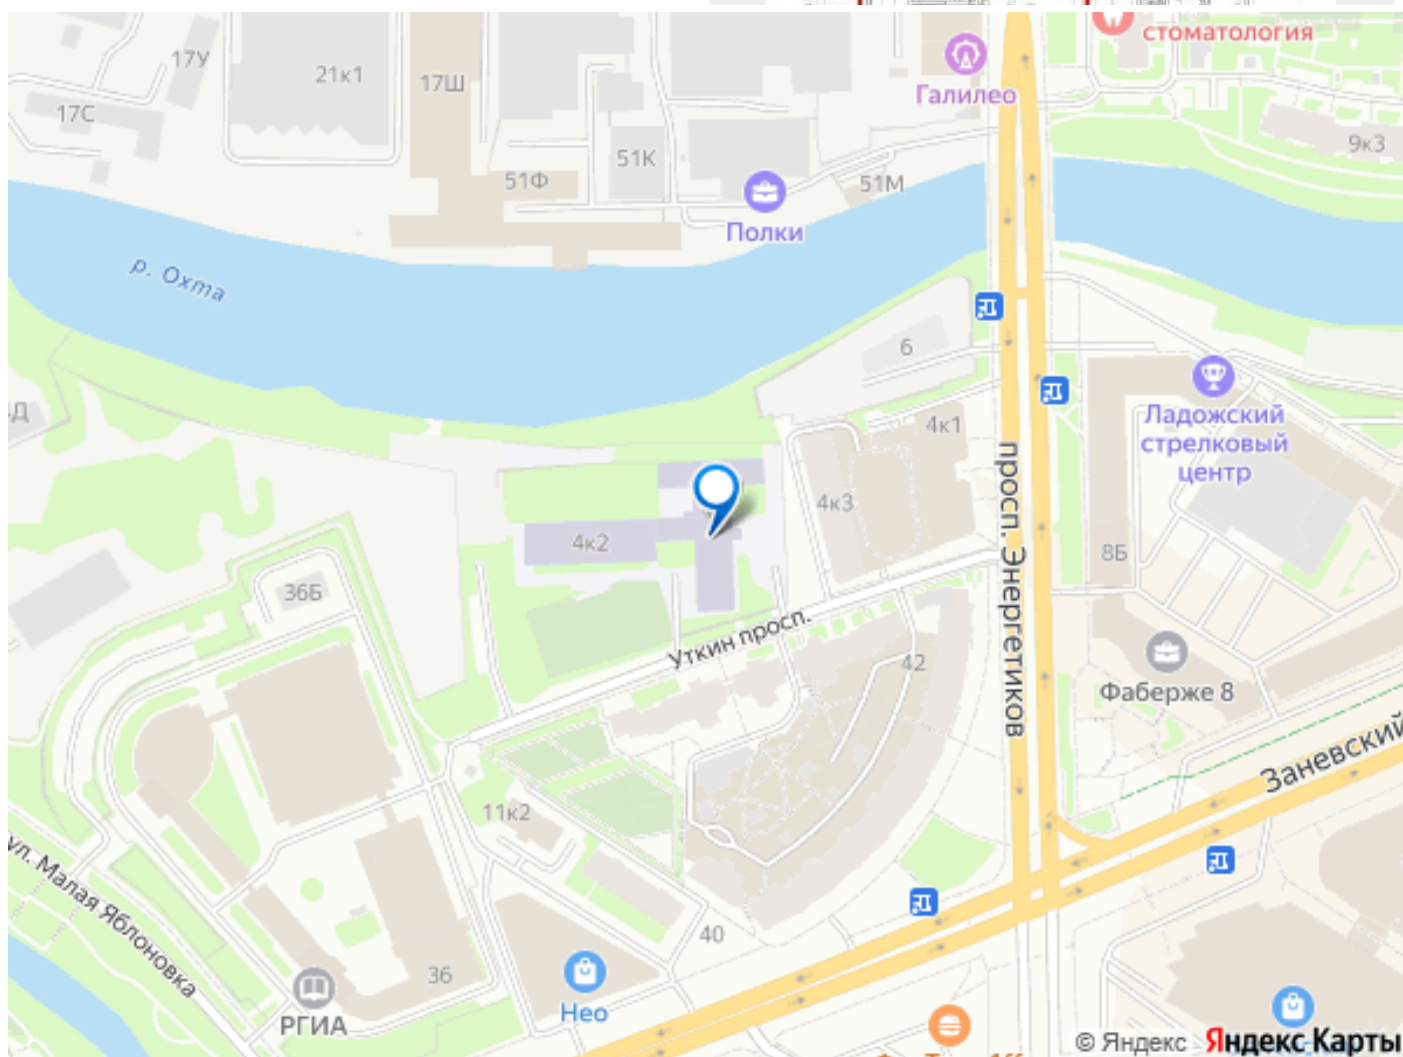 стоматология
17У
21к1
17Ш
Галилео
17С
9к3
51К
51Ф
51М
Полки
р. Охта
6
Ладожский
стрелковый
центр
4к1
4к3
просп. Энергетиков
4к2
8Б
36Б
Уткин просп.
42
Фаберже 8
Заневский
11к2
ул. Малая Яблоновка
40
36
Нео
РГИА
© Яндекс Яндекс Карты